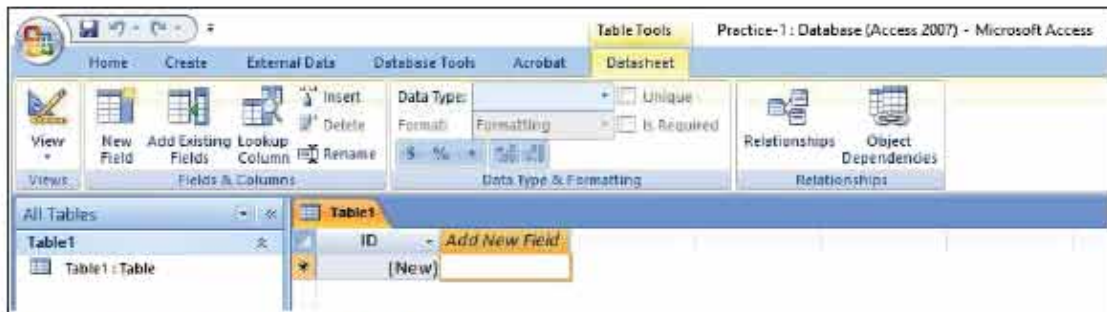 Table Tools Practice-1 : Database (Access 2007) - Microsoft Access
Home Create External Data Database Tools Acrobat Datasheet
View
New Field
Add Existing Fields
Lookup Column
Insert
Delete
Rename
Data Type:
Format: Formatting
$ % ,
Unique
Is Required
Relationships
Object Dependencies
Views Fields & Columns Data Type & Formatting Relationships
All Tables Table1
Table1 ID Add New Field
Table1 : Table (New)